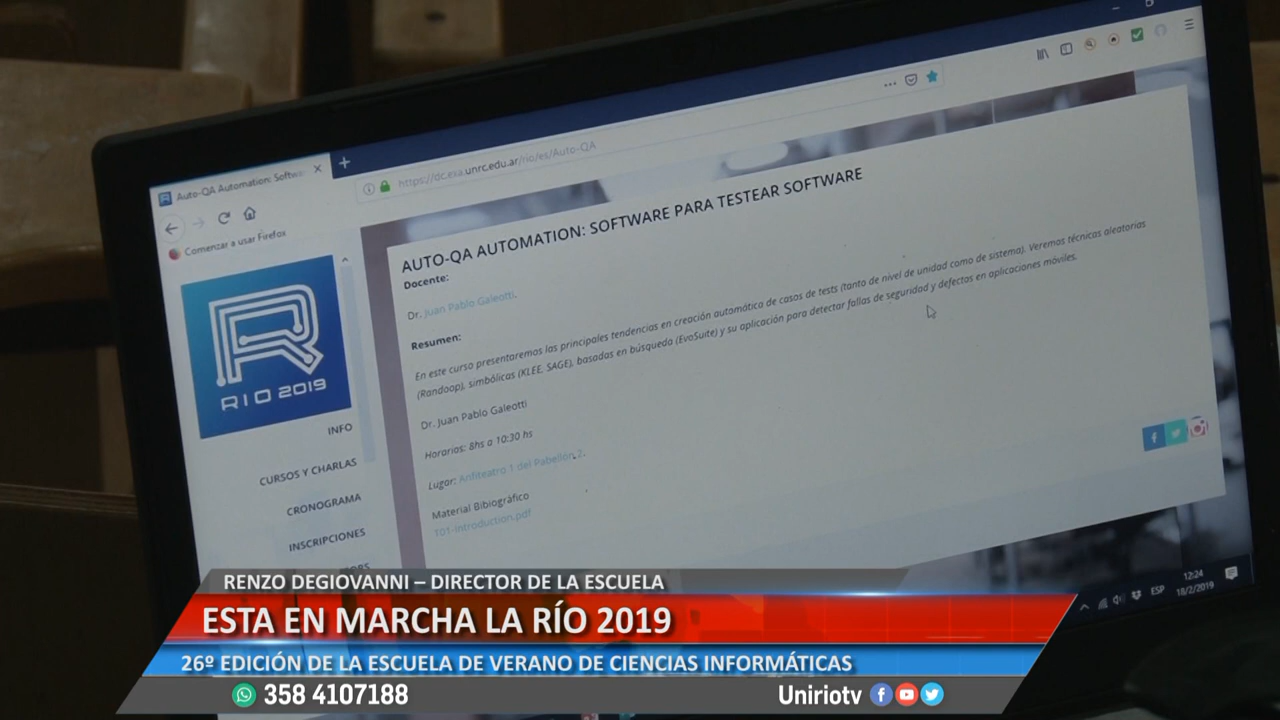 Auto-QA Automation: Softwa
https://dc.exa.unrc.edu.ar/rio/es/Auto-QA
Comenzar a usar Firefox
RIO 2019
INFO
CURSOS Y CHARLAS
CRONOGRAMA
INSCRIPCIONES
AUTO-QA AUTOMATION: SOFTWARE PARA TESTEAR SOFTWARE
Docente:
Dr. Juan Pablo Galeotti.
Resumen:
En este curso presentaremos las principales tendencias en creación automática de casos de tests (tanto de nivel de unidad como de sistema). Veremos técnicas aleatorias
(Randoop), simbólicas (KLEE, SAGE), basadas en búsqueda (EvoSuite) y su aplicación para detectar fallas de seguridad y defectos en aplicaciones móviles.
Dr. Juan Pablo Galeotti
Horarios: 8hs a 10:30 hs
Lugar: Anfiteatro 1 del Pabellón 2.
Material Bibiográfico
101-Introduction.pdf
ESP
12:24
18/2/2019
RENZO DEGIOVANNI – DIRECTOR DE LA ESCUELA
ESTA EN MARCHA LA RÍO 2019
26º EDICIÓN DE LA ESCUELA DE VERANO DE CIENCIAS INFORMÁTICAS
358 4107188
Uniriotv